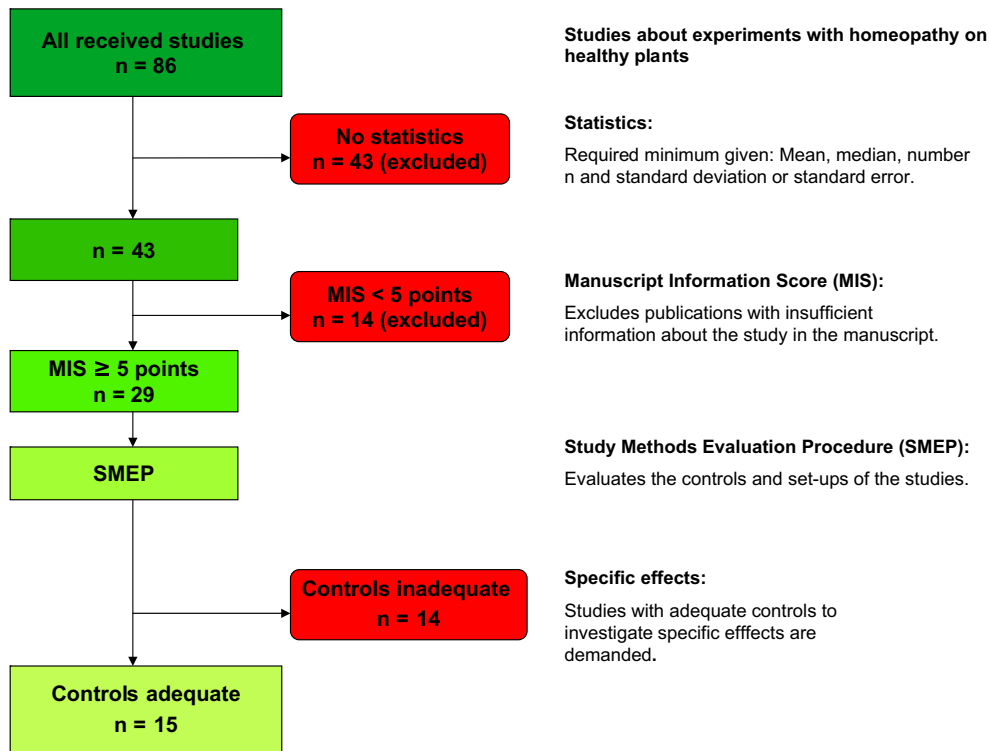 All received studies
n = 86
Studies about experiments with homeopathy on
healthy plants
No statistics
n = 43 (excluded)
Statistics:
Required minimum given: Mean, median, number
n and standard deviation or standard error.
n = 43
MIS < 5 points
n = 14 (excluded)
Manuscript Information Score (MIS):
Excludes publications with insufficient
information about the study in the manuscript.
MIS ≥ 5 points
n = 29
SMEP
Study Methods Evaluation Procedure (SMEP):
Evaluates the controls and set-ups of the studies.
Controls inadequate
n = 14
Specific effects:
Studies with adequate controls to
investigate specific efffects are
demanded.
Controls adequate
n = 15